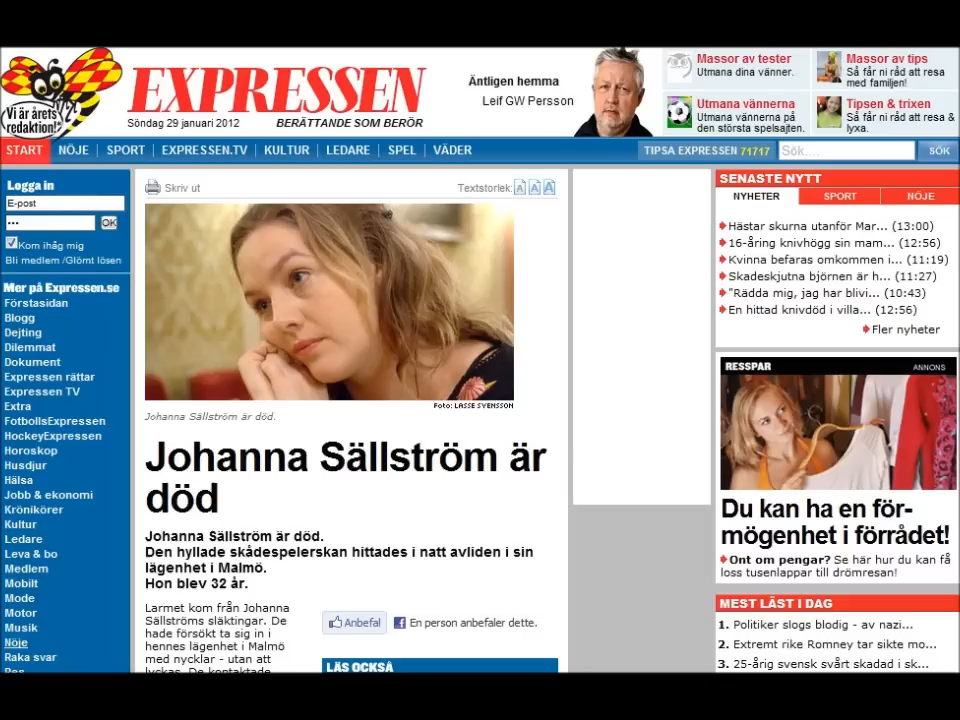 Vi är årets
redaktion!
EXPRESSEN
Söndag 29 januari 2012
BERÄTTANDE SOM BERÖR
Äntligen hemma
Leif GW Persson
Massor av tester
Utmana dina vänner.
Massor av tips
Så får ni råd att resa
med familjen!
Utmana vännerna
Utmana vännerna på
den största spelsajten.
Tipsen & trixen
Så får ni råd att resa &
lyxa.
START
NÖJE
SPORT
EXPRESSEN.TV
KULTUR
LEDARE
SPEL
VÄDER
TIPSA EXPRESSEN 71717
Sök....
SÖK
Logga in
E-post
•••
OK
Kom ihåg mig
Bli medlem /Glömt lösen
Mer på Expressen.se
Förstasidan
Blogg
Dejting
Dilemmat
Dokument
Expressen rättar
Expressen TV
Extra
FotbollsExpressen
HockeyExpressen
Horoskop
Husdjur
Hälsa
Jobb & ekonomi
Krönikörer
Kultur
Ledare
Leva & bo
Medlem
Mobilt
Mode
Motor
Musik
Nöje
Raka svar
Skriv ut
Textstorlek:
A
A
A
Foto: LASSE SVENSSON
Johanna Sällström är död.
Johanna Sällström är
död
Johanna Sällström är död.
Den hyllade skådespelerskan hittades i natt avliden i sin
lägenhet i Malmö.
Hon blev 32 år.
Larmet kom från Johanna
Sällströms släktingar. De
hade försökt ta sig in i
hennes lägenhet i Malmö
med nycklar - utan att
lyckas. De kontaktade
Anbefal
En person anbefaler dette.
LÄS OCKSÅ
SENASTE NYTT
NYHETER
SPORT
NÖJE
Hästar skurna utanför Mar... (13:00)
16-åring knivhögg sin mam... (12:56)
Kvinna befaras omkommen i... (11:19)
Skadeskjutna björnen är h... (11:27)
"Rädda mig, jag har blivi... (10:43)
En hittad knivdöd i villa... (12:56)
Fler nyheter
RESSPAR
ANNONS
Du kan ha en för-
mögenhet i förrådet!
Ont om pengar? Se här hur du kan få
loss tusenlappar till drömresan!
MEST LÄST I DAG
1. Politiker slogs blodig - av nazi...
2. Extremt rike Romney tar sikte mo...
3. 25-årig svensk svårt skadad i sk...